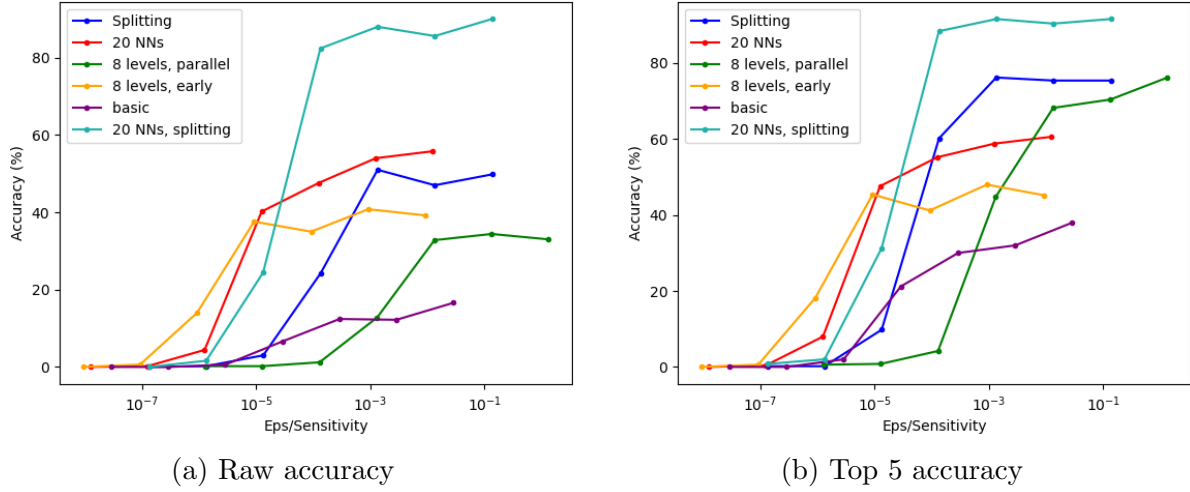 Splitting
20 NNs
8 levels, parallel
8 levels, early
basic
20 NNs, splitting
Accuracy (%)
80
60
40
20
0
10⁻⁷
10⁻⁵
10⁻³
10⁻¹
Eps/Sensitivity
(a) Raw accuracy
Splitting
20 NNs
8 levels, parallel
8 levels, early
basic
20 NNs, splitting
Accuracy (%)
80
60
40
20
0
10⁻⁷
10⁻⁵
10⁻³
10⁻¹
Eps/Sensitivity
(b) Top 5 accuracy